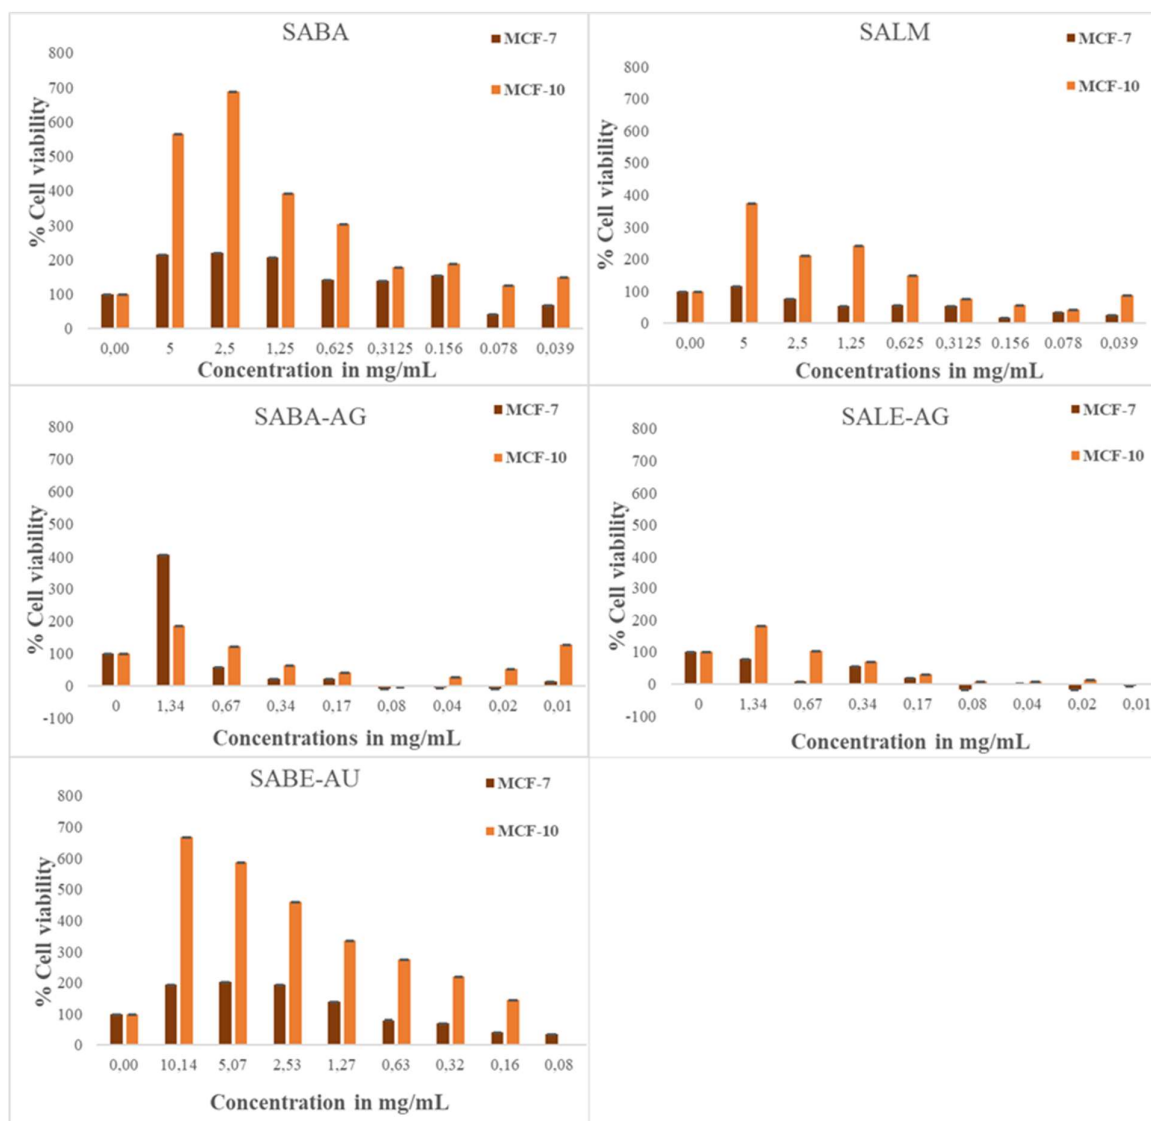 SABA
MCF-7
MCF-10
800
700
600
500
400
300
200
100
0
% Cell viability
0,00 5 2,5 1,25 0,625 0,3125 0.156 0.078 0,039
Concentration in mg/mL
SALM
MCF-7
MCF-10
800
700
600
500
400
300
200
100
0
% Cell viability
0,00 5 2,5 1,25 0,625 0,3125 0.156 0.078 0,039
Concentrations in mg/mL
SABA-AG
MCF-7
MCF-10
800
700
600
500
400
300
200
100
0
-100
% Cell viability
0 1,34 0,67 0,34 0,17 0,08 0,04 0,02 0,01
Concentrations in mg/mL
SALE-AG
MCF-7
MCF-10
800
700
600
500
400
300
200
100
0
-100
% Cell viability
0 1,34 0,67 0,34 0,17 0,08 0,04 0,02 0,01
Concentration in mg/mL
SABE-AU
MCF-7
MCF-10
800
700
600
500
400
300
200
100
0
% Cell viability
0,00 10,14 5,07 2,53 1,27 0,63 0,32 0,16 0,08
Concentration in mg/mL